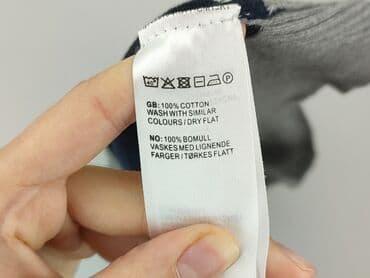 GB: 100% COTTON
WASH WITH SIMILAR
COLOURS / DRY FLAT
NO: 100% BOMULL
VASKES MED LIGNENDE
FARGER / TØRKES FLATT